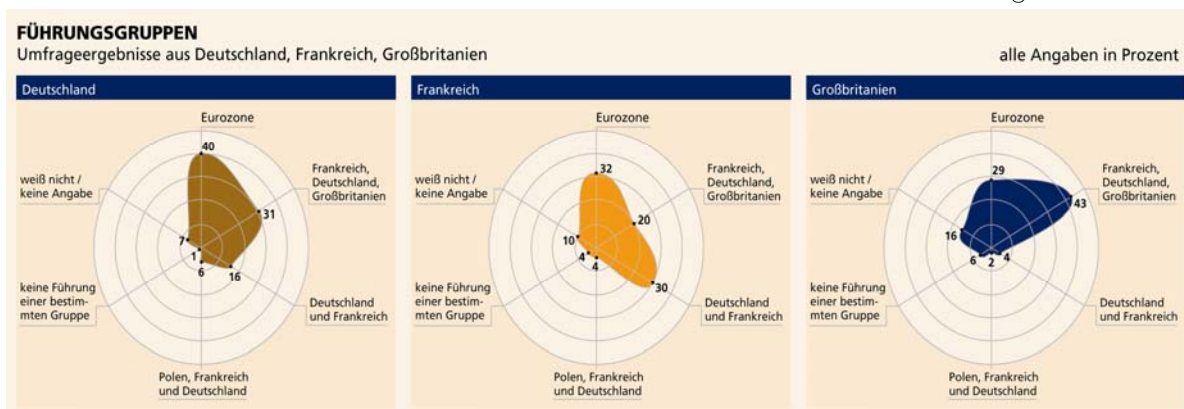 FÜHRUNGSGRUPPEN
Umfrageergebnisse aus Deutschland, Frankreich, Großbritanien
alle Angaben in Prozent
Deutschland
Eurozone
40
Frankreich,
Deutschland,
Großbritanien
31
weiß nicht /
keine Angabe
7
1
6
16
keine Führung
einer bestim-
mten Gruppe
Deutschland
und Frankreich
Polen, Frankreich
und Deutschland
Frankreich
Eurozone
32
Frankreich,
Deutschland,
Großbritanien
20
weiß nicht /
keine Angabe
10
4
4
30
keine Führung
einer bestim-
mten Gruppe
Deutschland
und Frankreich
Polen, Frankreich
und Deutschland
Großbritanien
Eurozone
29
Frankreich,
Deutschland,
Großbritanien
43
weiß nicht /
keine Angabe
16
6
2
4
keine Führung
einer bestim-
mten Gruppe
Deutschland
und Frankreich
Polen, Frankreich
und Deutschland